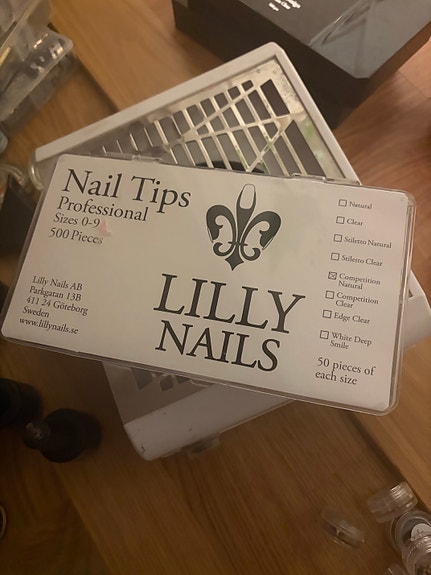 Nail Tips
Professional
Sizes 0-9
500 Pieces
Lilly Nails AB
Parkgatan 13B
411 24 Göteborg
Sweden
www.lillynails.se
LILLY
NAILS
Natural
Clear
Stiletto Natural
Stiletto Clear
Competition
Natural
Competition
Clear
Edge Clear
White Deep
Smile
50 pieces of
each size